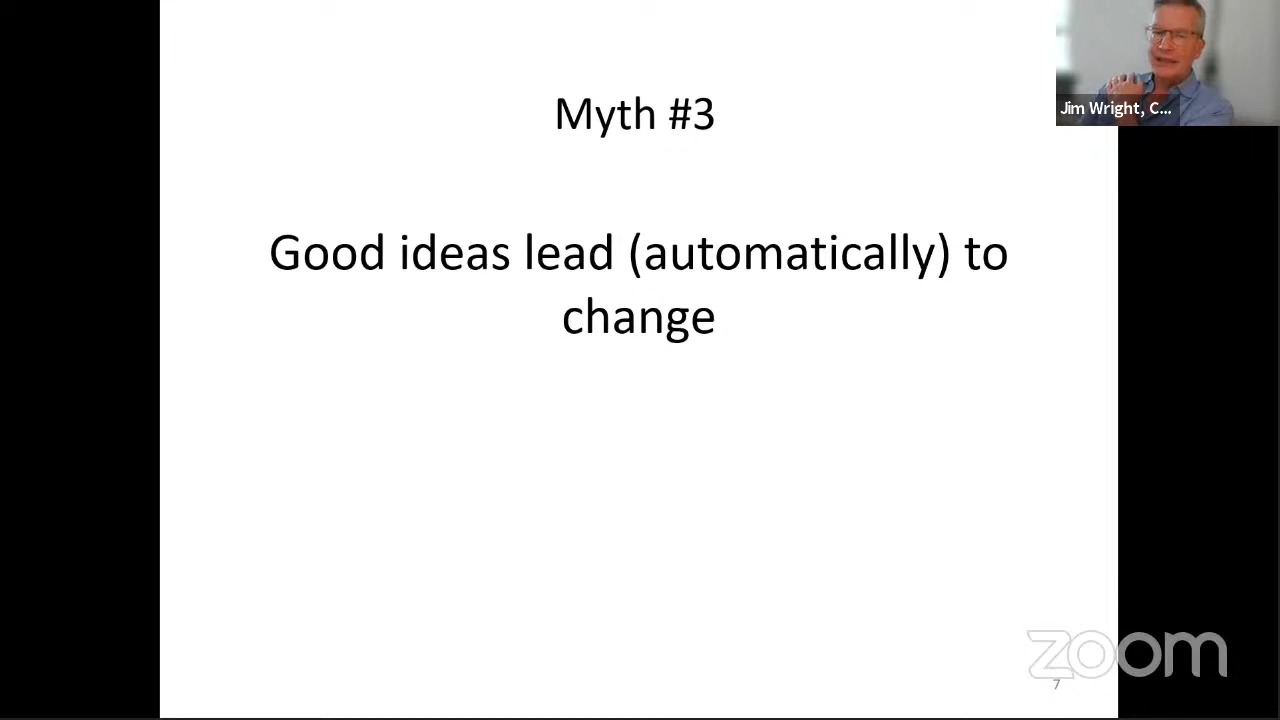 Myth #3
Good ideas lead (automatically) to
change
Jim Wright, C...
zoom
7